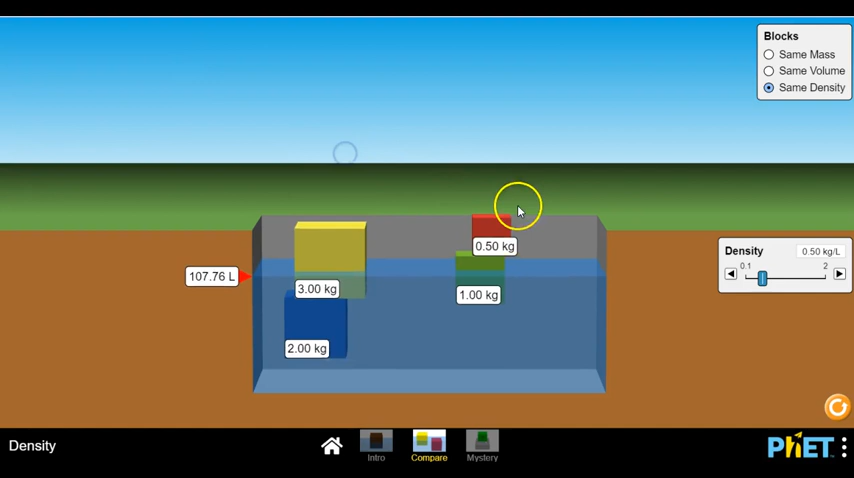 Blocks
Same Mass
Same Volume
Same Density
0.50 kg
107.76 L
3.00 kg
1.00 kg
2.00 kg
Density 0.50 kg/L
0.1 2
Density
Intro
Compare
Mystery
PhET